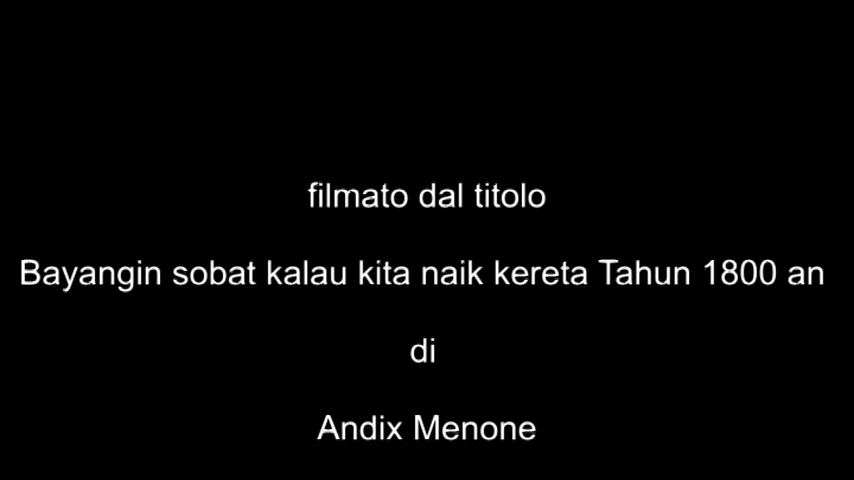 filmato dal titolo
Bayangin sobat kalau kita naik kereta Tahun 1800 an
di
Andix Menone